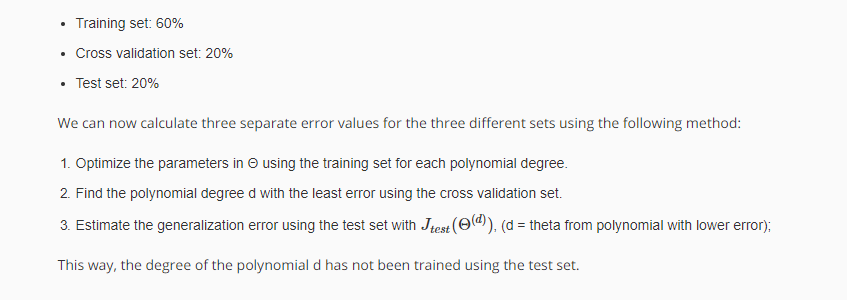 • Training set: 60%
• Cross validation set: 20%
• Test set: 20%
We can now calculate three separate error values for the three different sets using the following method:
1. Optimize the parameters in Θ using the training set for each polynomial degree.
2. Find the polynomial degree d with the least error using the cross validation set.
3. Estimate the generalization error using the test set with J_{test}(Θ^{(d)}), (d = theta from polynomial with lower error);
This way, the degree of the polynomial d has not been trained using the test set.